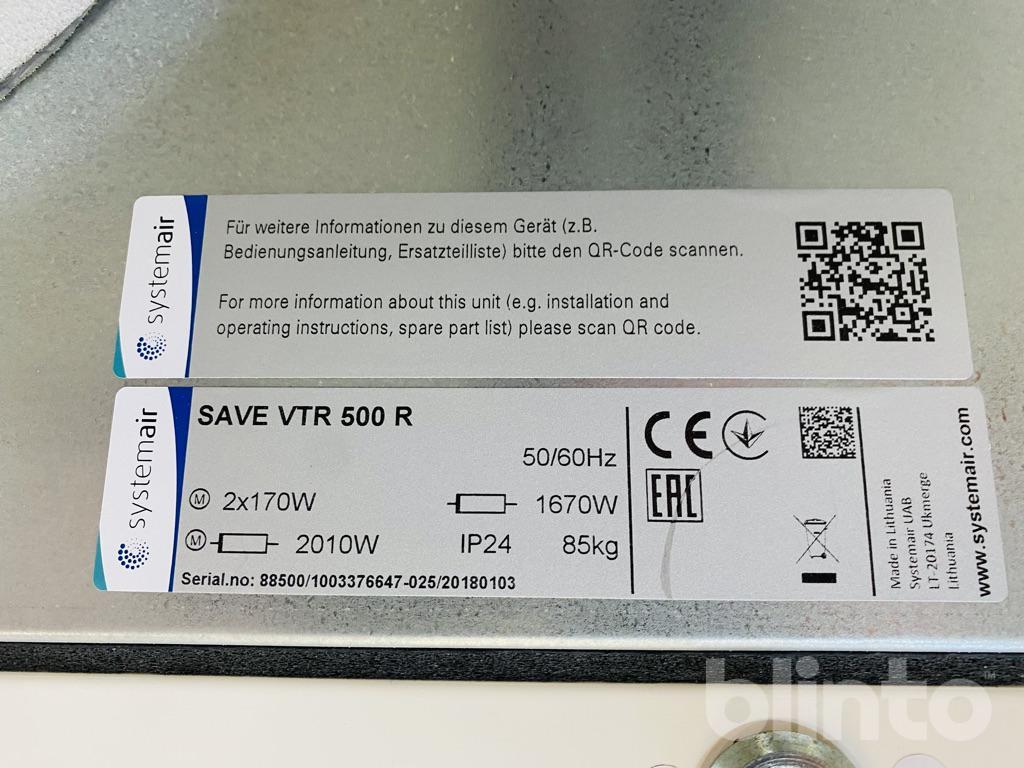 systemair
Für weitere Informationen zu diesem Gerät (z.B.
Bedienungsanleitung, Ersatzteilliste) bitte den QR-Code scannen.
For more information about this unit (e.g. installation and
operating instructions, spare part list) please scan QR code.
systemair
SAVE VTR 500 R
50/60Hz
M 2x170W
1670W
M 2010W
IP24
85kg
Serial.no: 88500/1003376647-025/20180103
CE
EAC
Made in Lithuania
Systemair UAB
LT-20174 Ukmerge
Lithuania
www.systemair.com
blinto™